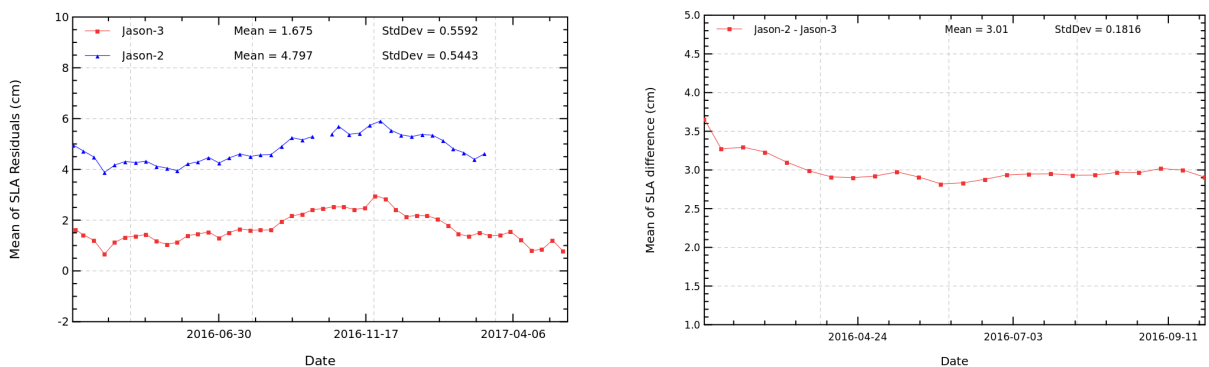 Mean of SLA Residuals (cm)
10
8
6
4
2
0
-2
Jason-3 Mean = 1.675 StdDev = 0.5592
Jason-2 Mean = 4.797 StdDev = 0.5443
2016-06-30 2016-11-17 2017-04-06
Date
Mean of SLA difference (cm)
5.0
4.5
4.0
3.5
3.0
2.5
2.0
1.5
1.0
Jason-2 - Jason-3 Mean = 3.01 StdDev = 0.1816
2016-04-24 2016-07-03 2016-09-11
Date